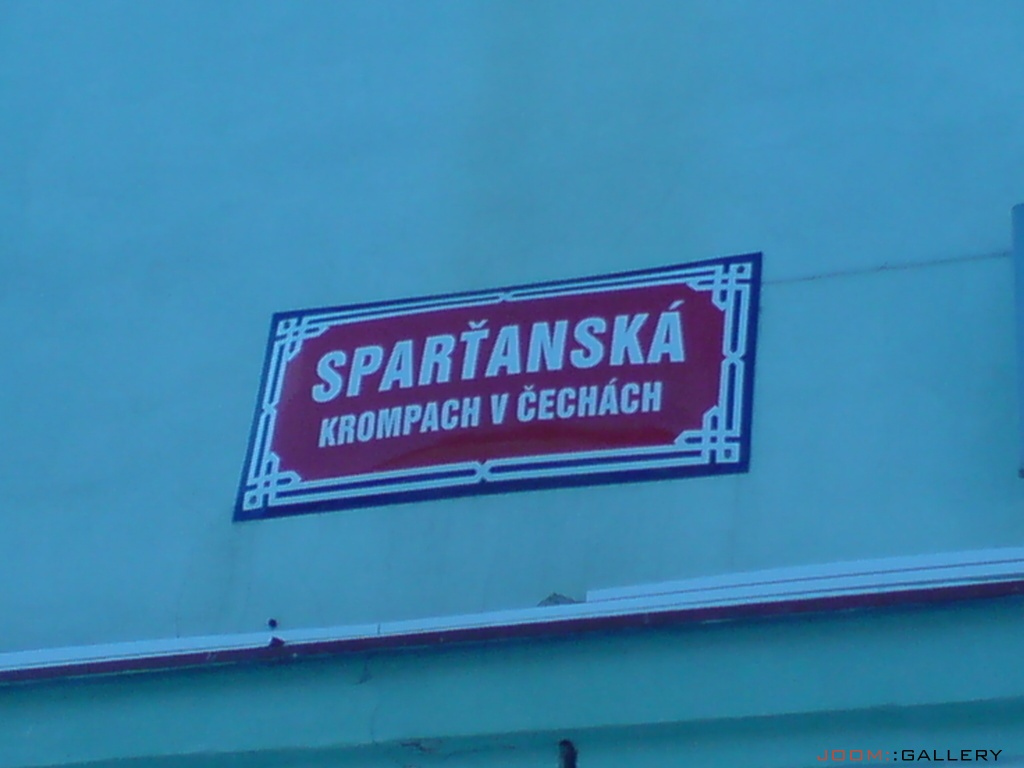 SPARŤANSKÁ
KROMPACH V ČECHÁCH
JOOM::GALLERY